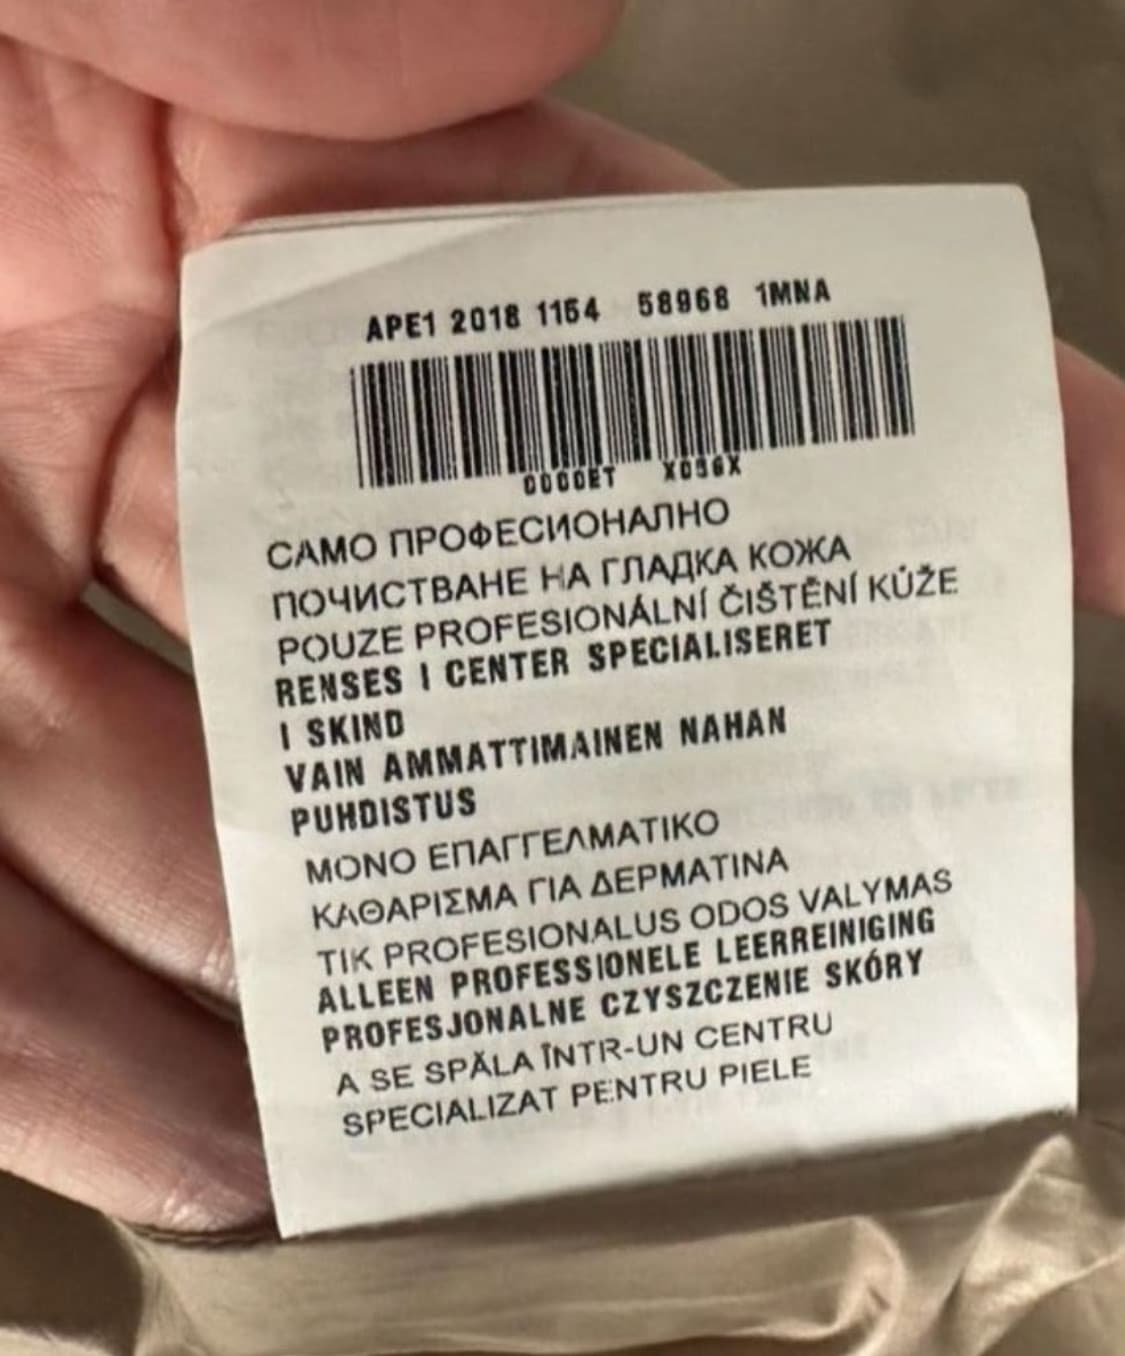 APE1 2018 1154 58968 1MNA
САМО ПРОФЕСИОНАЛНО
ПОЧИСТВАНЕ НА ГЛАДКА КОЖА
POUZE PROFESIONÁLNÍ ČIŠTĚNÍ KŮŽE
RENSES I CENTER SPECIALISERET
I SKIND
VAIN AMMATTIMAINEN NAHAN
PUHDISTUS
ΜΟΝΟ ΕΠΑΓΓΕΛΜΑΤΙΚΟ
ΚΑΘΑΡΙΣΜΑ ΓΙΑ ΔΕΡΜΑΤΙΝΑ
TIK PROFESIONALUS ODOS VALYMAS
ALLEEN PROFESSIONELE LEERREINIGING
PROFESJONALNE CZYSZCZENIE SKÓRY
A SE SPĂLA ÎNTR-UN CENTRU
SPECIALIZAT PENTRU PIELE